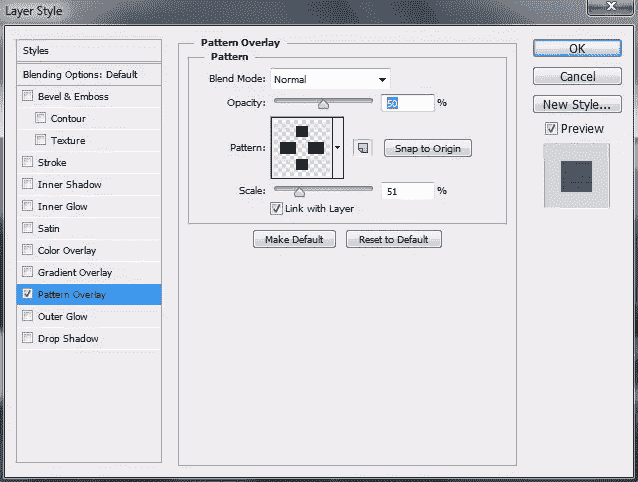 Layer Style
X
Styles
Blending Options: Default
Bevel & Emboss
Contour
Texture
Stroke
Inner Shadow
Inner Glow
Satin
Color Overlay
Gradient Overlay
Pattern Overlay
Outer Glow
Drop Shadow
Pattern Overlay
Pattern
Blend Mode: Normal
Opacity: 50 %
Pattern: Snap to Origin
Scale: 51 %
Link with Layer
Make Default Reset to Default
OK
Cancel
New Style...
Preview